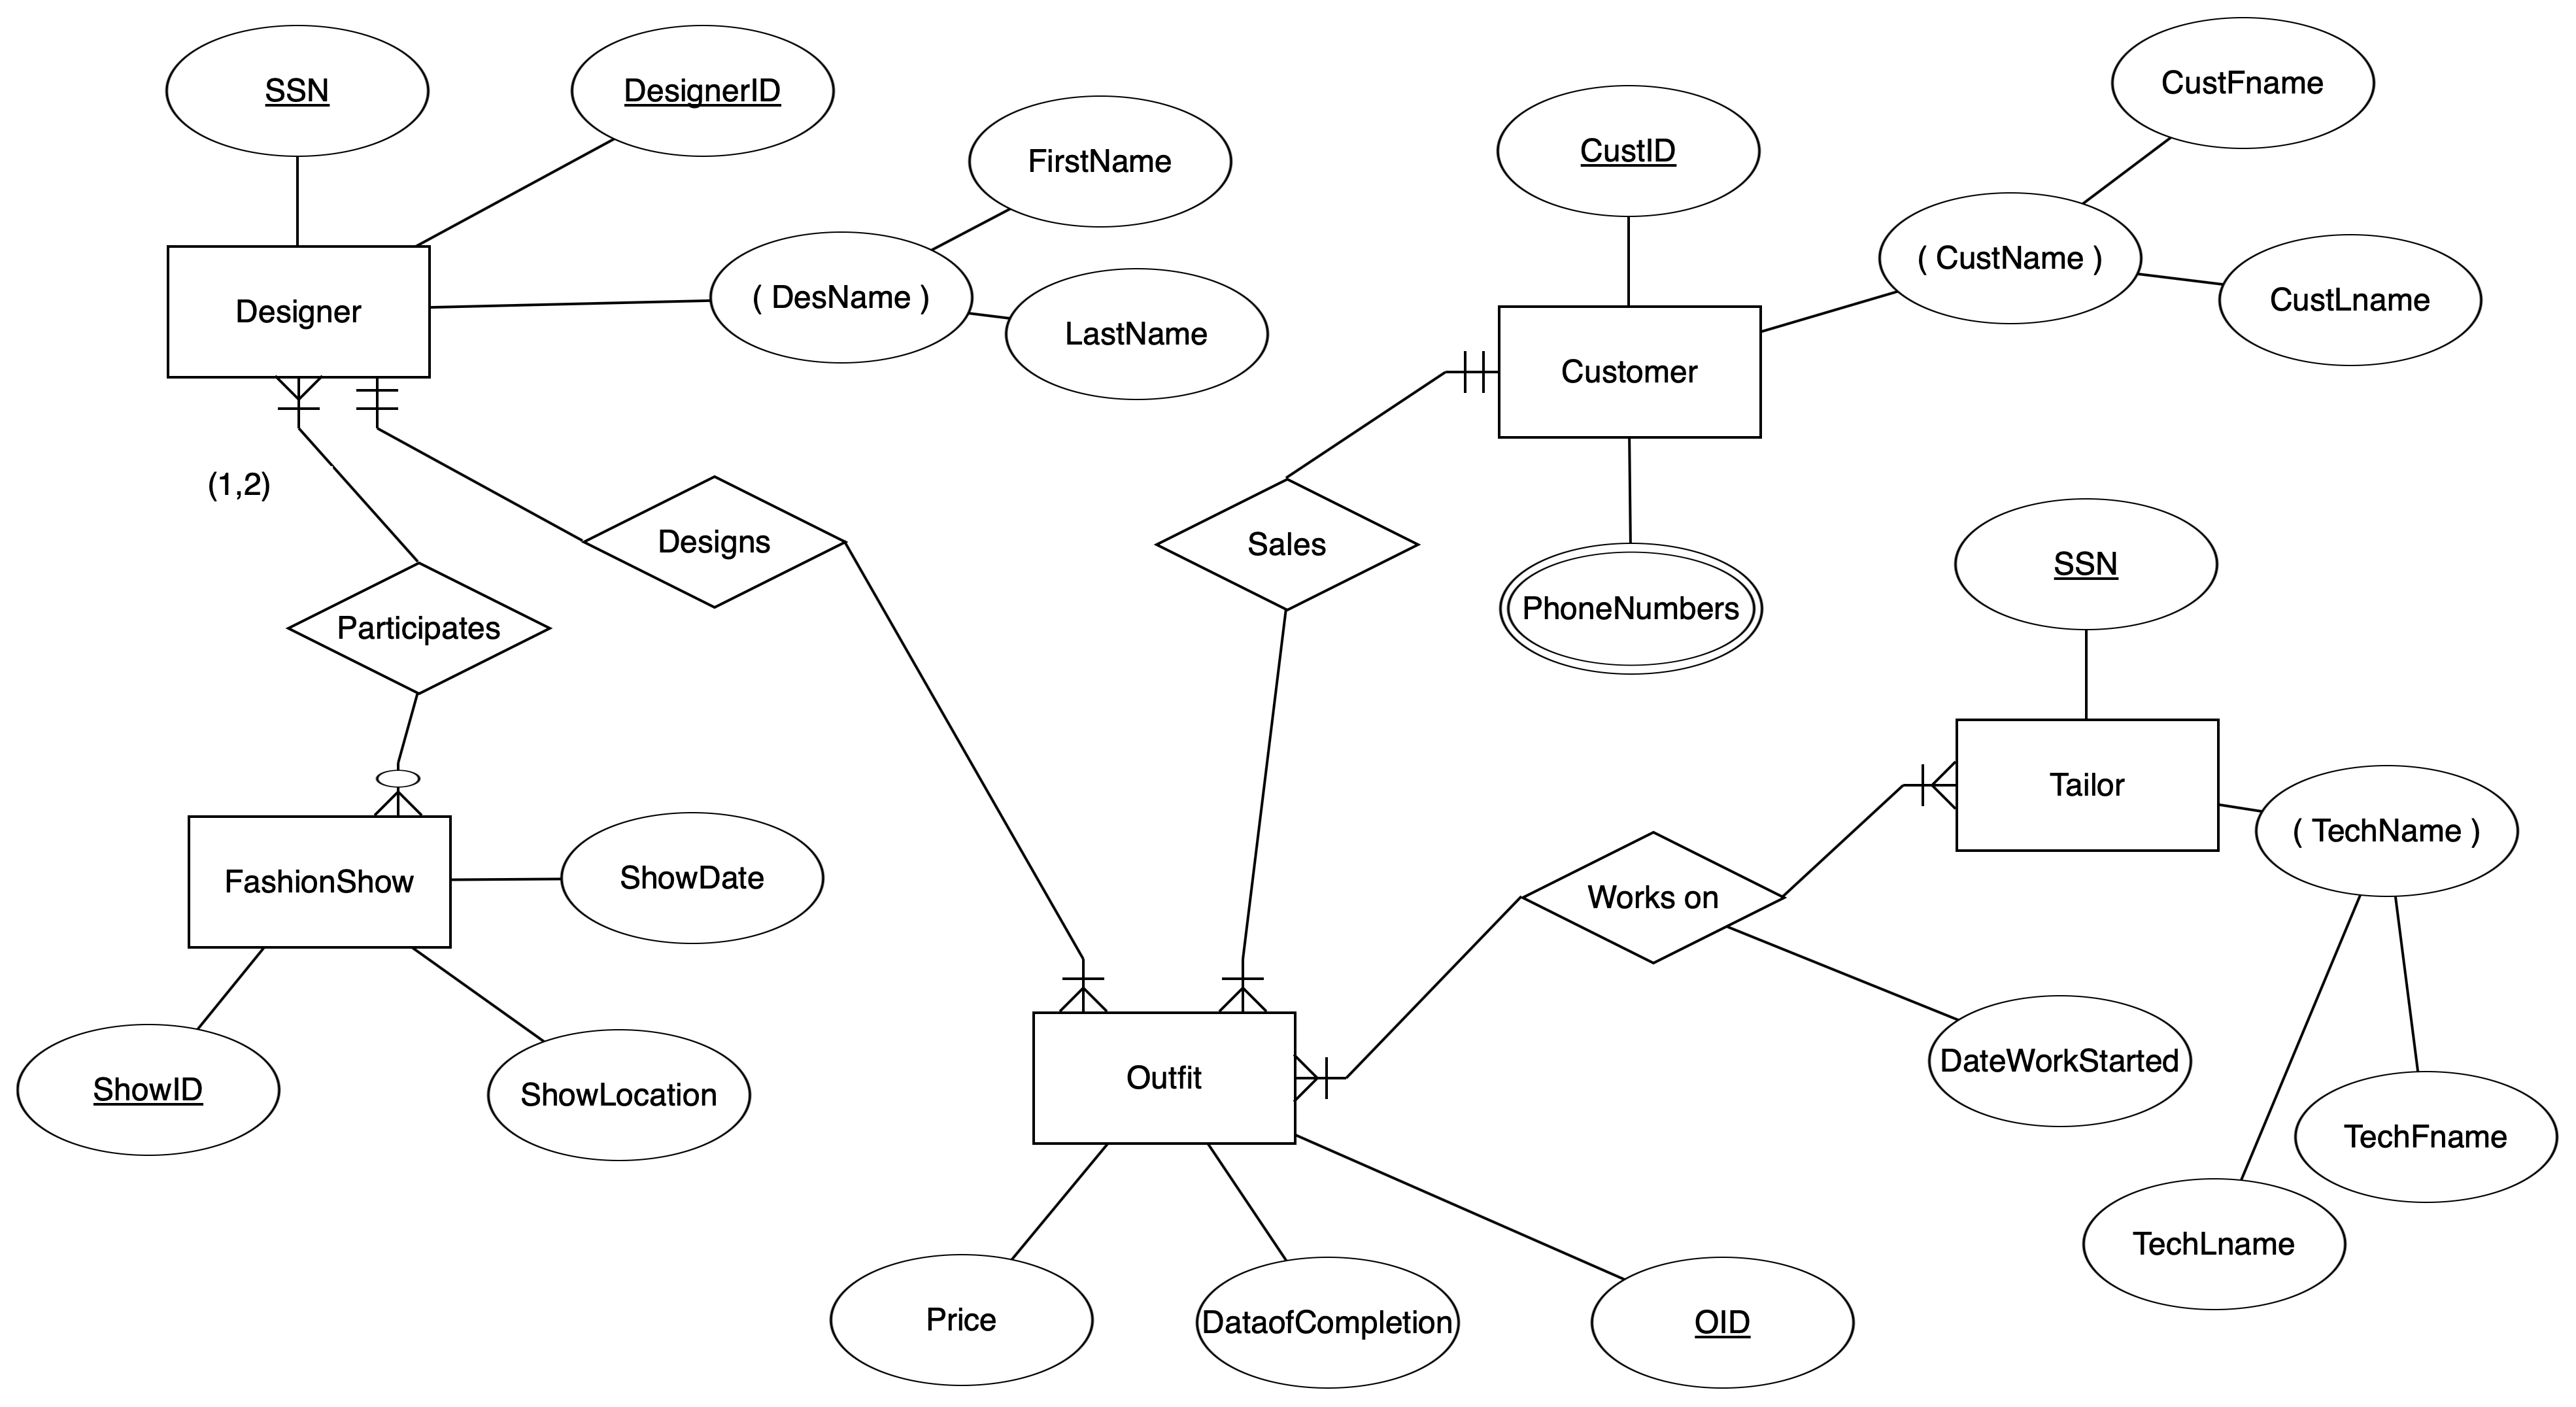 SSN
DesignerID
FirstName
( DesName )
LastName
Designer
(1,2)
Designs
Participates
FashionShow
ShowDate
ShowID
ShowLocation
CustID
CustFname
( CustName )
CustLname
Customer
Sales
PhoneNumbers
SSN
Tailor
( TechName )
Works on
DateWorkStarted
TechFname
TechLname
Outfit
Price
DataofCompletion
OID